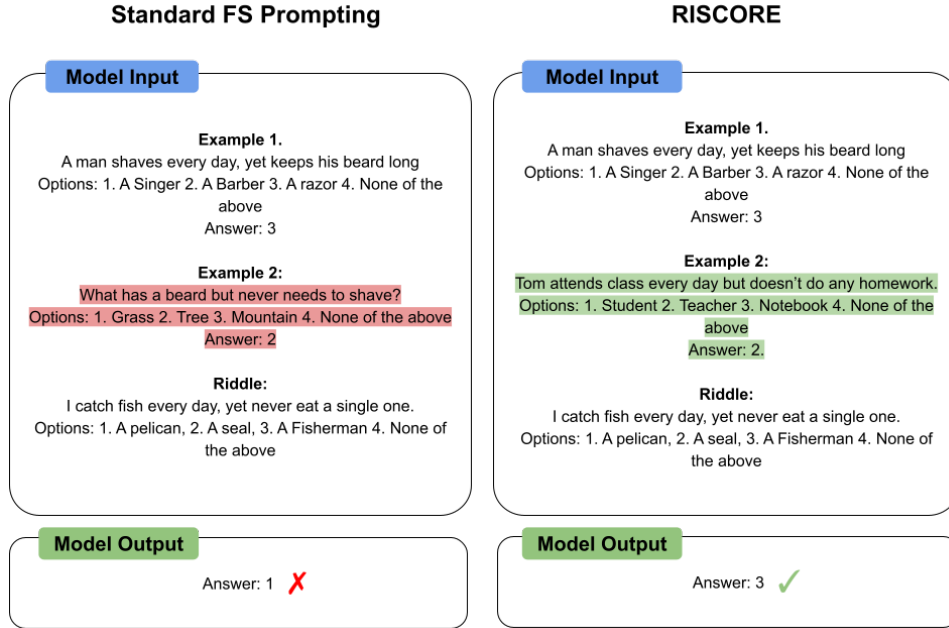 Standard FS Prompting
Model Input
Example 1.
A man shaves every day, yet keeps his beard long
Options: 1. A Singer 2. A Barber 3. A razor 4. None of the
above
Answer: 3
Example 2:
What has a beard but never needs to shave?
Options: 1. Grass 2. Tree 3. Mountain 4. None of the above
Answer: 2
Riddle:
I catch fish every day, yet never eat a single one.
Options: 1. A pelican, 2. A seal, 3. A Fisherman 4. None of
the above
Model Output
Answer: 1 ✗
RISCORE
Model Input
Example 1.
A man shaves every day, yet keeps his beard long
Options: 1. A Singer 2. A Barber 3. A razor 4. None of the
above
Answer: 3
Example 2:
Tom attends class every day but doesn't do any homework.
Options: 1. Student 2. Teacher 3. Notebook 4. None of the
above
Answer: 2.
Riddle:
I catch fish every day, yet never eat a single one.
Options: 1. A pelican, 2. A seal, 3. A Fisherman 4. None of
the above
Model Output
Answer: 3 ✓